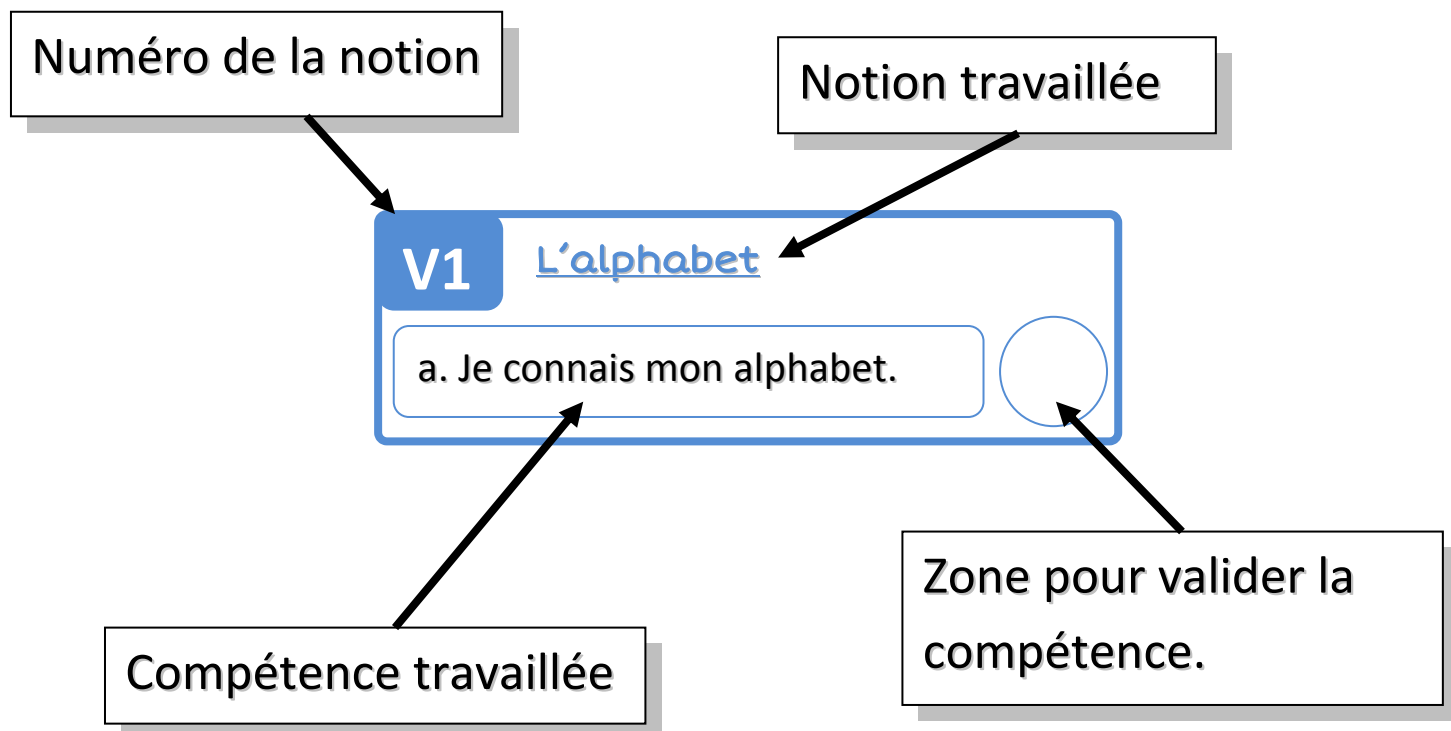 Numéro de la notion
Notion travaillée
V1
L'alphabet
a. Je connais mon alphabet.
Zone pour valider la
compétence.
Compétence travaillée